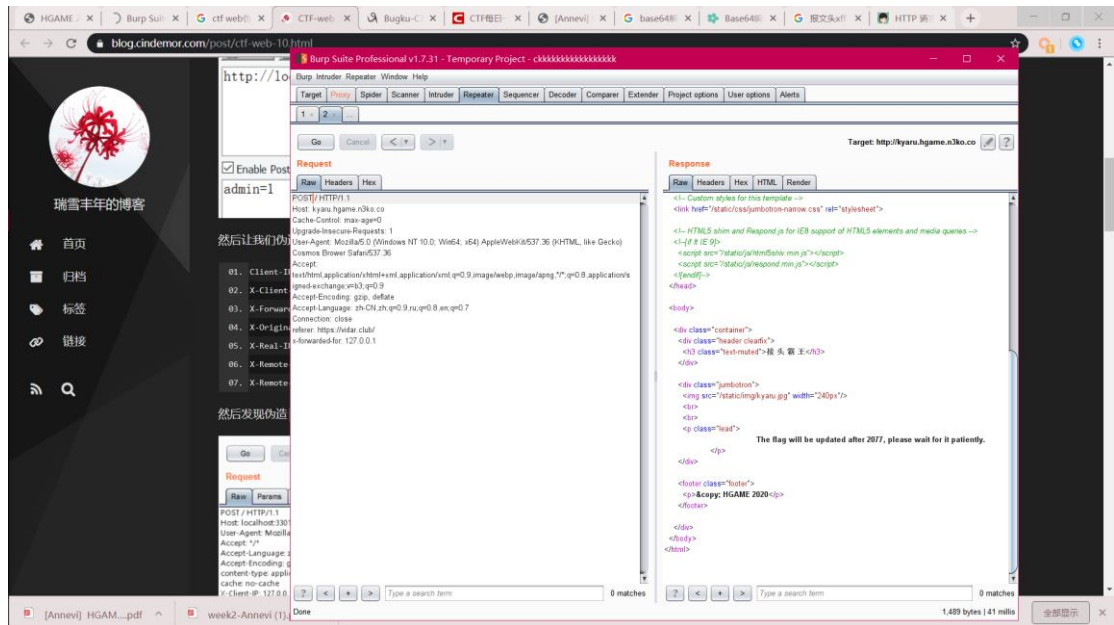 HGAME
Burp Suit
ctf web
CTF-web
Bugku-C
CTF每日
[Annevi]
base64
Base64
报文头xf
HTTP
blog.cindemor.com/post/ctf-web-10.html
瑞雪丰年的博客
首页
归档
标签
链接
http://lo
Enable Post
admin=1
然后让我们伪
01. Client-I
02. X-Client
03. X-Forwar
04. X-Origin
05. X-Real-I
06. X-Remote
07. X-Remote
然后发现伪造
Go
Request
Raw Params
POST / HTTP/1.1
Host: localhost:3301
User-Agent: Mozilla
Accept: */*
Accept-Language: z
Accept-Encoding: g
content-type: applic
cache: no-cache
X-Client-IP: 127.0.0
Burp Suite Professional v1.7.31 - Temporary Project - ckkkkkkkkkkkkkkkkkk
Burp Intruder Repeater Window Help
Target Proxy Spider Scanner Intruder Repeater Sequencer Decoder Comparer Extender Project options User options Alerts
1 × 2 × ...
Go Cancel < >
Target: http://kyaru.hgame.n3ko.co
Request
Raw Headers Hex
POST / HTTP/1.1
Host: kyaru.hgame.n3ko.co
Cache-Control: max-age=0
Upgrade-Insecure-Requests: 1
User-Agent: Mozilla/5.0 (Windows NT 10.0; Win64; x64) AppleWebKit/537.36 (KHTML, like Gecko)
Cosmos Brower Safari/537.36
Accept:
text/html,application/xhtml+xml,application/xml;q=0.9,image/webp,image/apng,*/*;q=0.8,application/s
igned-exchange;v=b3;q=0.9
Accept-Encoding: gzip, deflate
Accept-Language: zh-CN,zh;q=0.9,ru;q=0.8,en;q=0.7
Connection: close
referer: https://vidar.club/
x-forwarded-for: 127.0.0.1
Response
Raw Headers Hex HTML Render
<!-- Custom styles for this template -->
<link href="/static/css/jumbotron-narrow.css" rel="stylesheet">
<!-- HTML5 shim and Respond.js for IE8 support of HTML5 elements and media queries -->
<!--[if lt IE 9]>
<script src="/static/js/html5shiv.min.js"></script>
<script src="/static/js/respond.min.js"></script>
<![endif]-->
</head>
<body>
<div class="container">
<div class="header clearfix">
<h3 class="text-muted">接 头 霸 王</h3>
</div>
<div class="jumbotron">
<img src="/static/img/kyaru.jpg" width="240px"/>
<br>
<br>
<p class="lead">
The flag will be updated after 2077, please wait for it patiently.
</p>
</div>
<footer class="footer">
<p>&copy; HGAME 2020</p>
</footer>
</div>
</body>
</html>
? < + > Type a search term 0 matches
? < + > Type a search term 0 matches
Done
1,489 bytes | 41 millis
[Annevi] HGAM....pdf
week2-Annevi (1).
全部显示